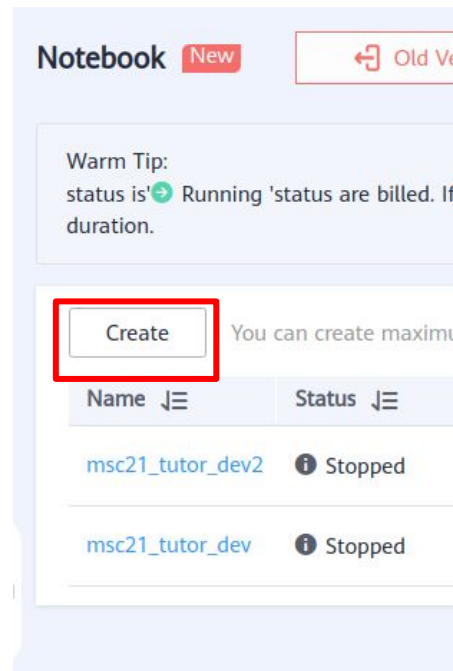 Notebook New Old Ve
Warm Tip:
status is' Running 'status are billed. If
duration.
Create You can create maximu
Name Status
msc21_tutor_dev2 Stopped
msc21_tutor_dev Stopped